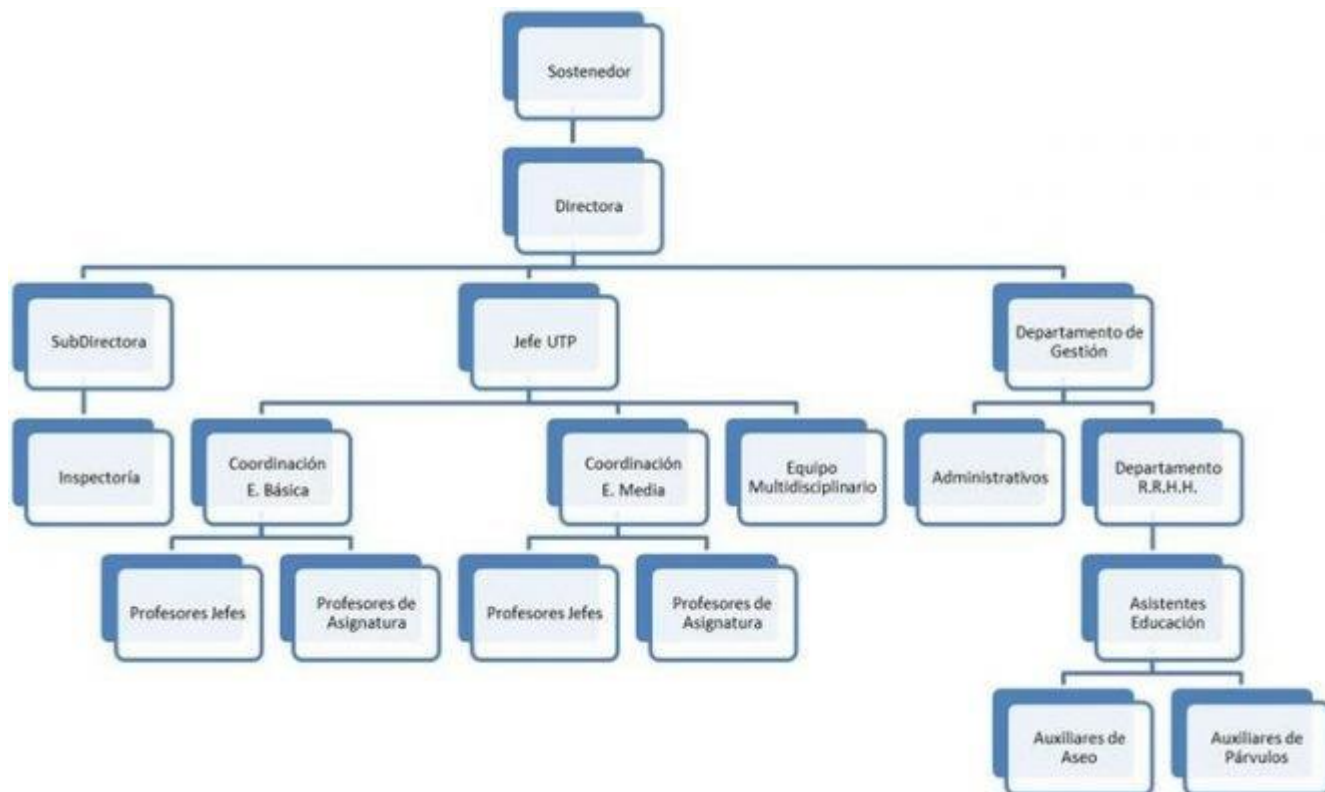 Sostenedor
Directora
SubDirectora
Jefe UTP
Departamento de
Gestión
Inspectoría
Coordinación
E. Básica
Coordinación
E. Media
Equipo
Multidisciplinario
Administrativos
Departamento
R.R.H.H.
Profesores Jefes
Profesores de
Asignatura
Profesores Jefes
Profesores de
Asignatura
Asistentes
Educación
Auxiliares de
Aseo
Auxiliares de
Párvulos